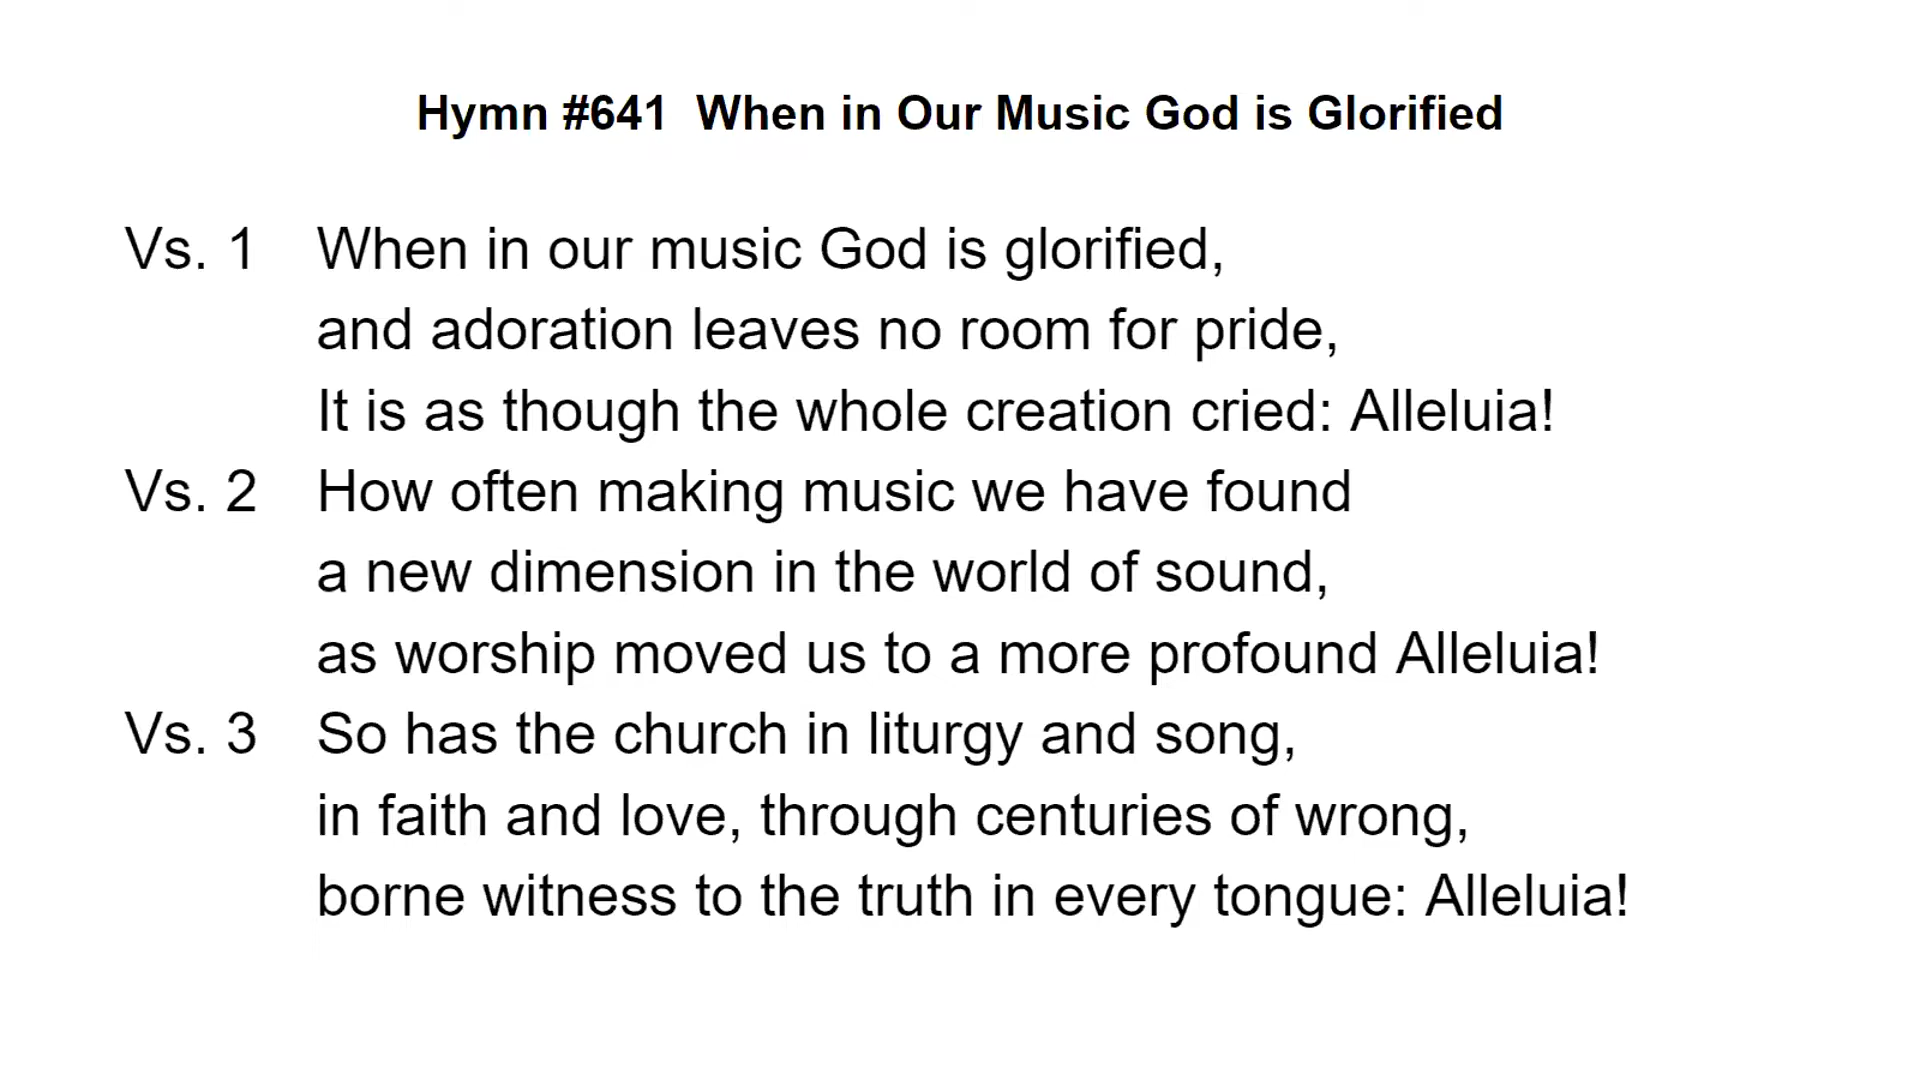 Hymn #641  When in Our Music God is Glorified
Vs. 1 When in our music God is glorified,
and adoration leaves no room for pride,
It is as though the whole creation cried: Alleluia!
Vs. 2 How often making music we have found
a new dimension in the world of sound,
as worship moved us to a more profound Alleluia!
Vs. 3 So has the church in liturgy and song,
in faith and love, through centuries of wrong,
borne witness to the truth in every tongue: Alleluia!